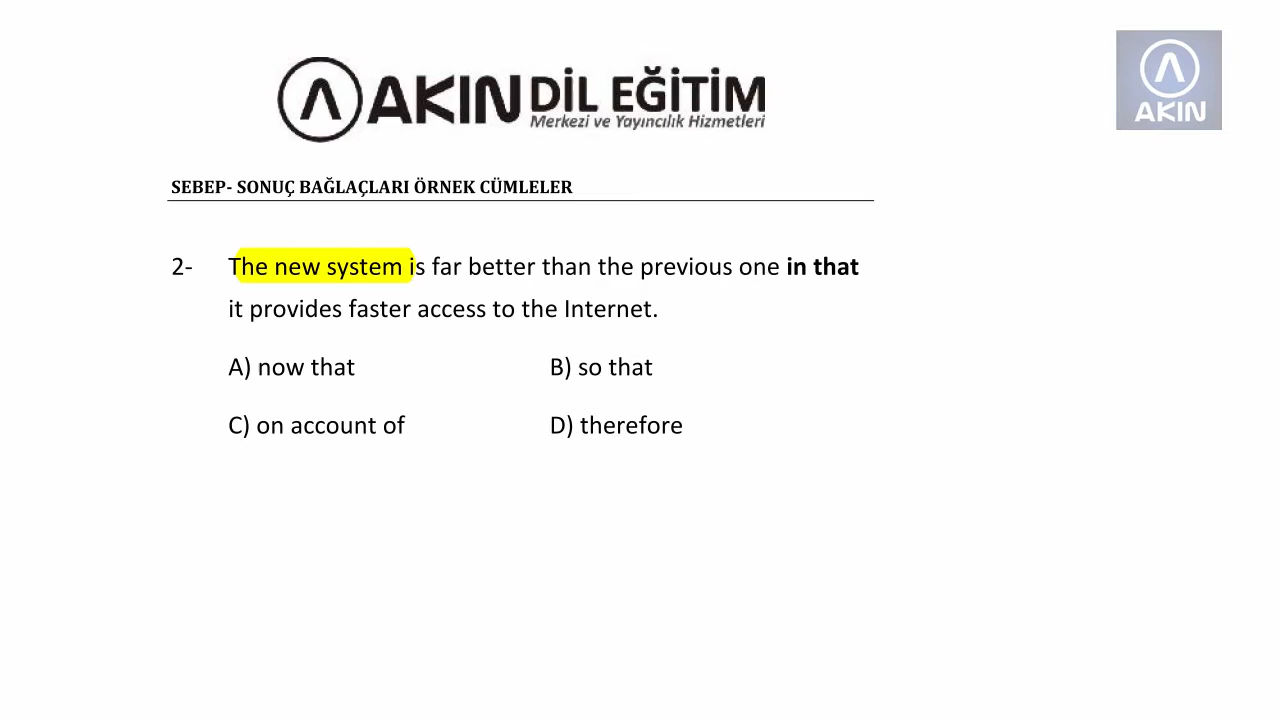 AKIN DİL EĞİTİM
Merkezi ve Yayıncılık Hizmetleri
AKIN
SEBEP- SONUÇ BAĞLAÇLARI ÖRNEK CÜMLELER
2- The new system is far better than the previous one in that
it provides faster access to the Internet.
A) now that B) so that
C) on account of D) therefore